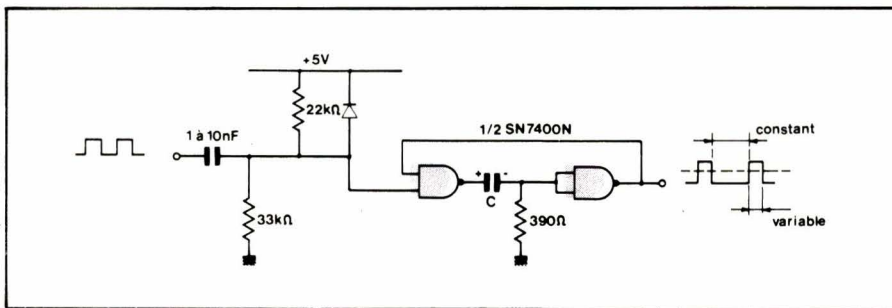 +5V
22kΩ
1/2 SN7400N
constant
1 à 10nF
+ -
C
33kΩ
390Ω
variable